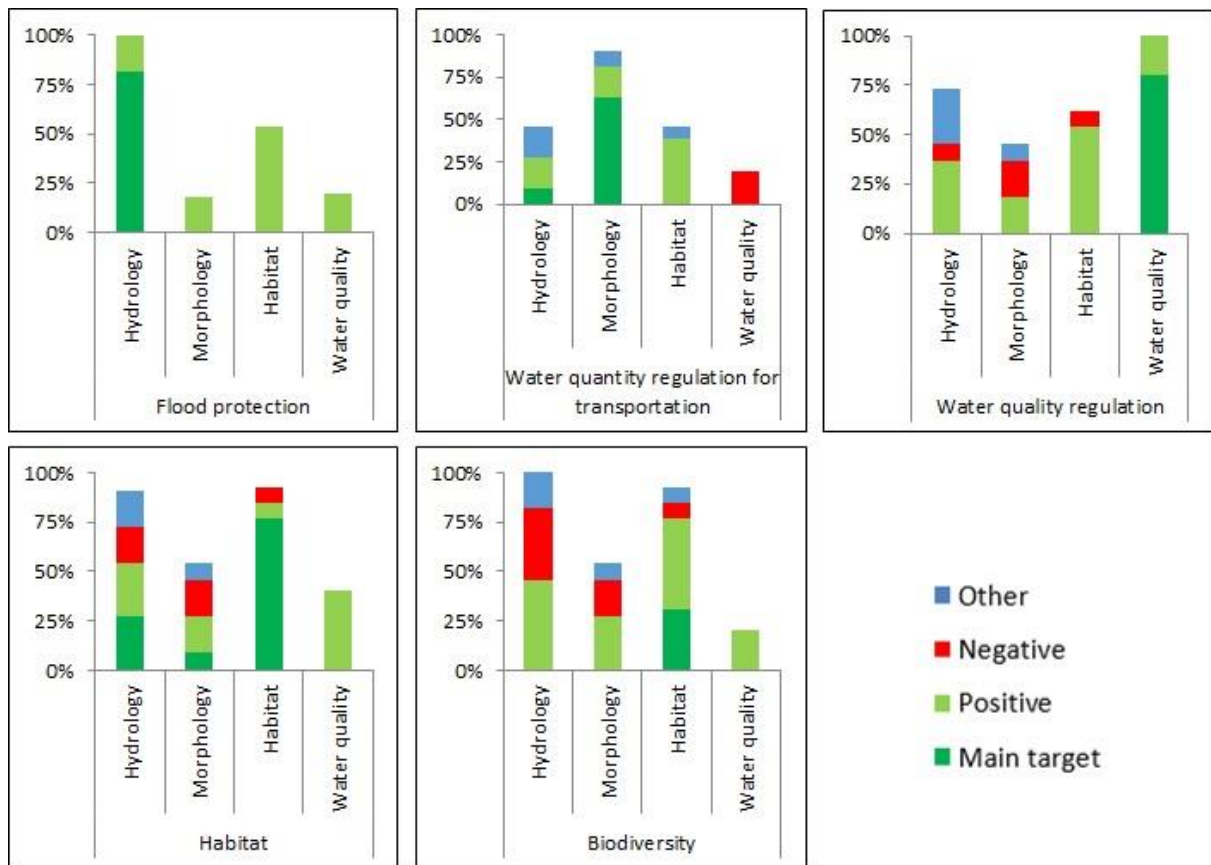 100%
75%
50%
25%
0%
Hydrology
Morphology
Habitat
Water quality
Flood protection
100%
75%
50%
25%
0%
Hydrology
Morphology
Habitat
Water quality
Water quantity regulation for
transportation
100%
75%
50%
25%
0%
Hydrology
Morphology
Habitat
Water quality
Water quality regulation
100%
75%
50%
25%
0%
Hydrology
Morphology
Habitat
Water quality
Habitat
100%
75%
50%
25%
0%
Hydrology
Morphology
Habitat
Water quality
Biodiversity
Other
Negative
Positive
Main target